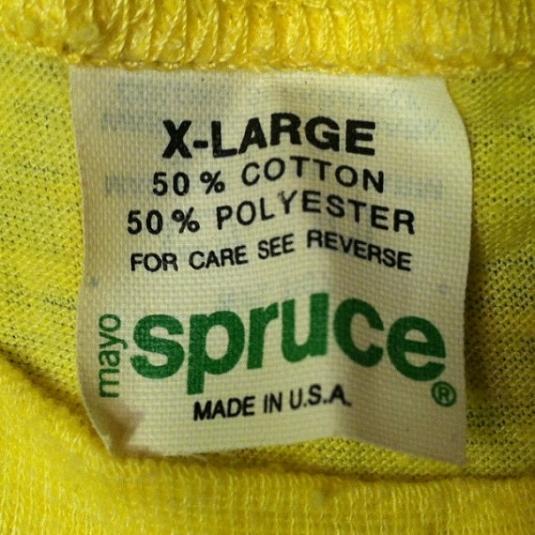 X-LARGE
50% COTTON
50% POLYESTER
FOR CARE SEE REVERSE
mayo
spruce®
MADE IN U.S.A.